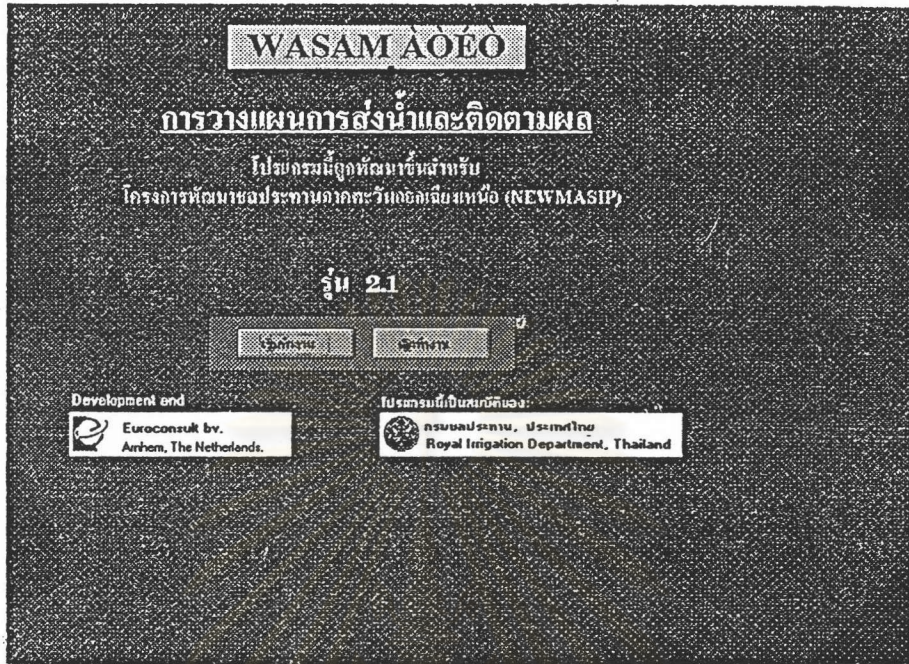 WASAM ÀÒÉÒ
การวางแผนการส่งน้ำและติดตามผล
โปรแกรมนี้ถูกพัฒนาขึ้นสำหรับ
โครงการพัฒนาชลประทานภาคตะวันออกเฉียงเหนือ (NEWMASIP)
รุ่น 2.1
Development and
Euroconsult bv.
Arnhem, The Netherlands.
โปรแกรมนี้เป็นสมบัติของ:
กรมชลประทาน, ประเทศไทย
Royal Irrigation Department, Thailand